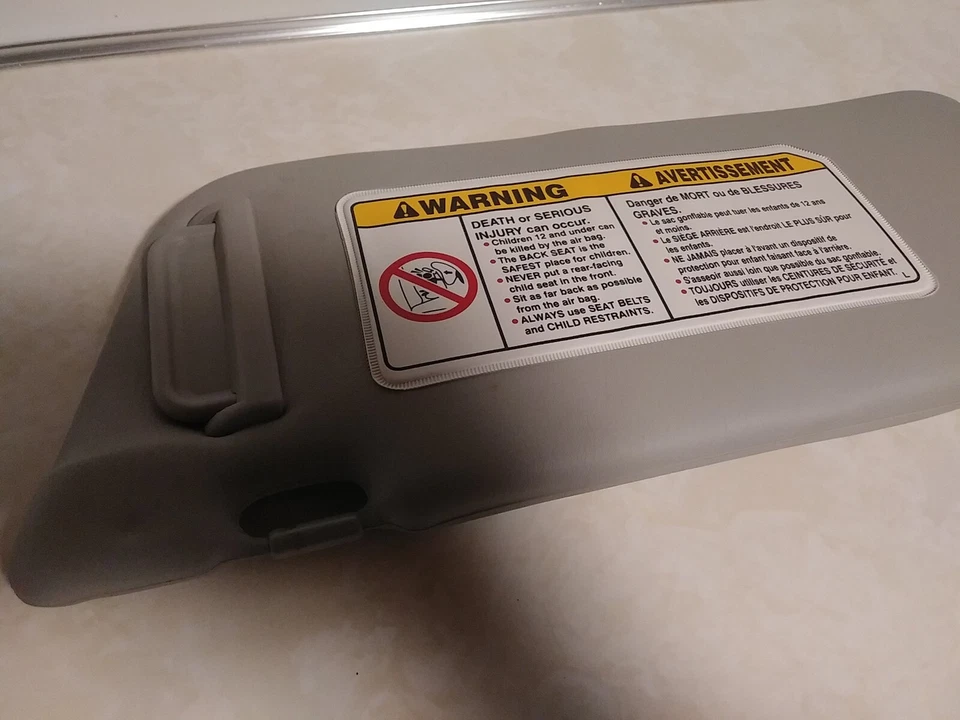 WARNING
DEATH or SERIOUS
INJURY can occur.
• Children 12 and under can
be killed by the air bag.
• The BACK SEAT is the
SAFEST place for children.
• NEVER put a rear-facing
child seat in the front.
• Sit as far back as possible
from the air bag.
• ALWAYS use SEAT BELTS
and CHILD RESTRAINTS.
AVERTISSEMENT
Danger de MORT ou de BLESSURES
GRAVES.
• Le sac gonflable peut tuer les enfants de 12 ans
et moins.
• Le SIÈGE ARRIÈRE est l'endroit LE PLUS SÛR pour
les enfants.
• NE JAMAIS placer à l'avant un dispositif de
protection pour enfant faisant face à l'arrière.
• S'asseoir aussi loin que possible du sac gonflable.
• TOUJOURS utiliser les CEINTURES DE SÉCURITÉ et
les DISPOSITIFS DE PROTECTION POUR ENFANT.
L